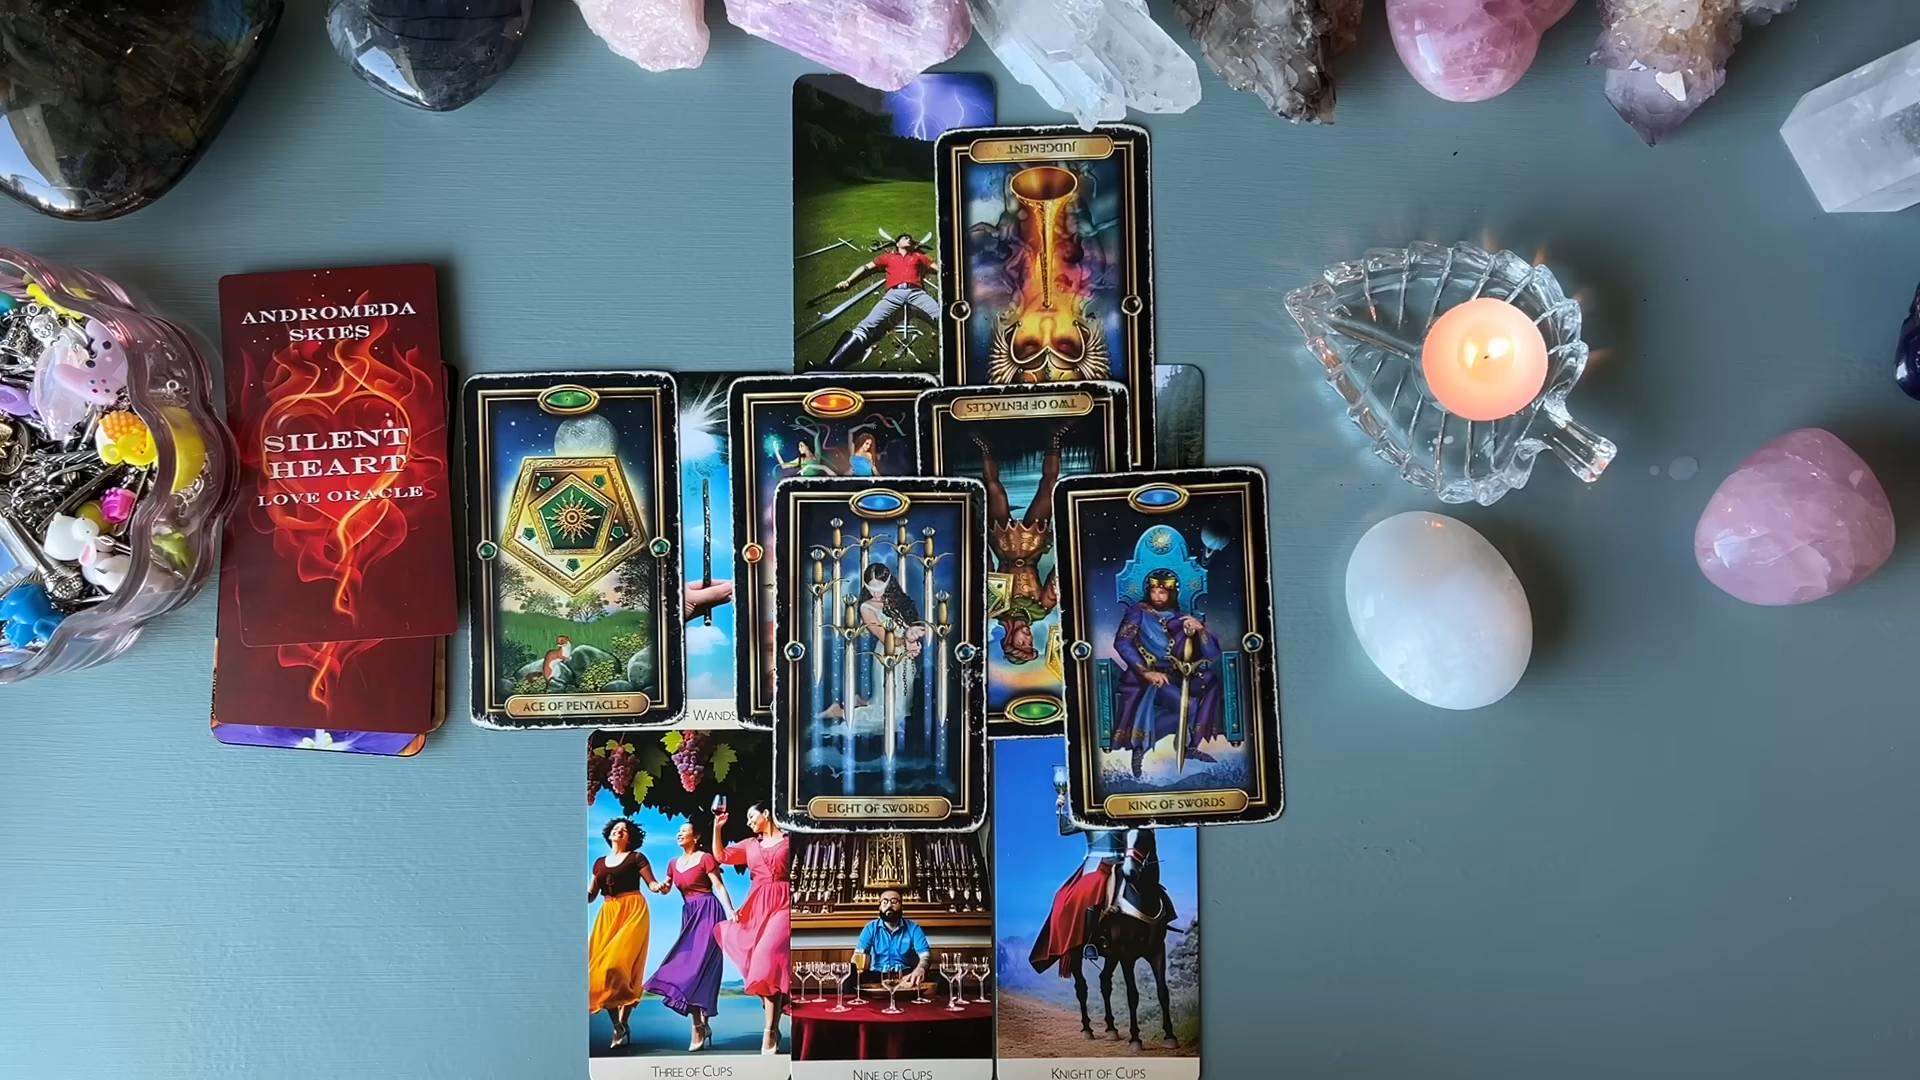 JUDGEMENT
ANDROMEDA
SKIES
SILENT
HEART
LOVE ORACLE
TWO OF PENTACLES
ACE OF PENTACLES
OF WANDS
EIGHT OF SWORDS
KING OF SWORDS
THREE OF CUPS
NINE OF CUPS
KNIGHT OF CUPS